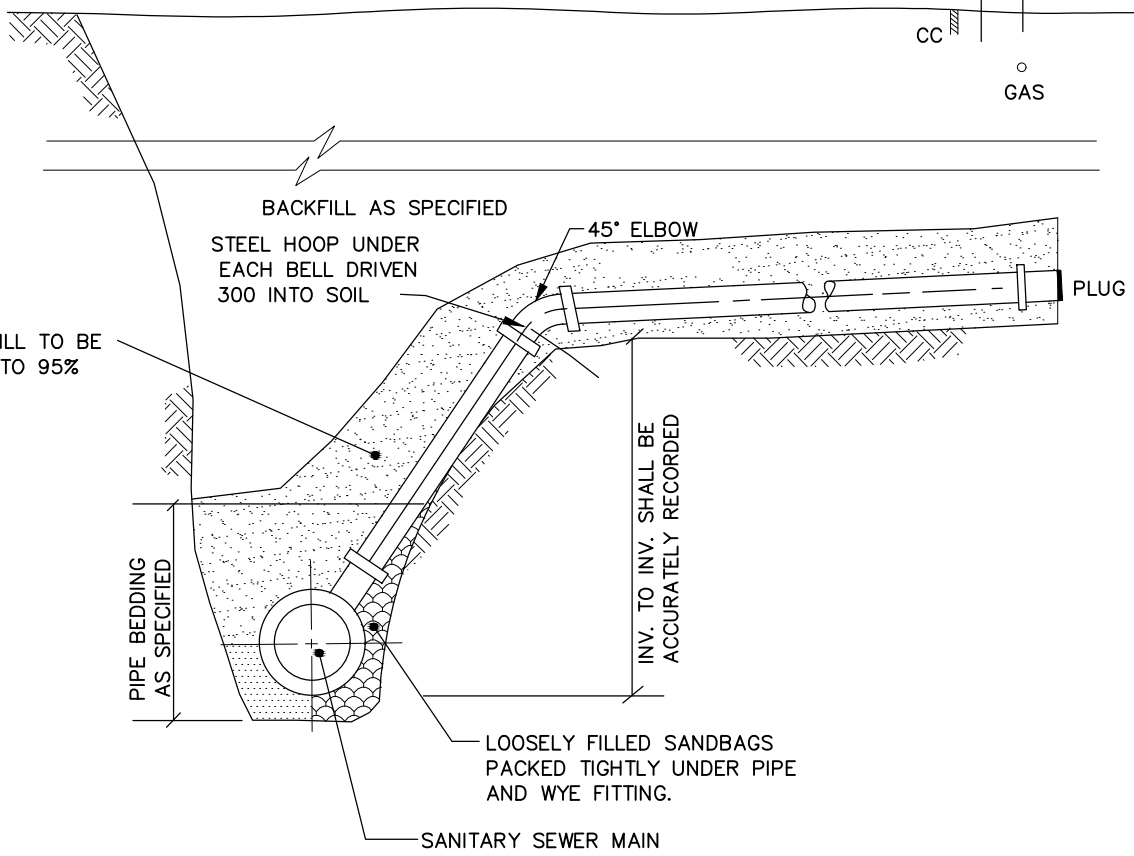 CC
GAS
BACKFILL AS SPECIFIED
STEEL HOOP UNDER
EACH BELL DRIVEN
300 INTO SOIL
45° ELBOW
PLUG
TO BE
TO 95%
INV. TO INV. SHALL BE
ACCURATELY RECORDED
PIPE BEDDING
AS SPECIFIED
LOOSELY FILLED SANDBAGS
PACKED TIGHTLY UNDER PIPE
AND WYE FITTING.
SANITARY SEWER MAIN